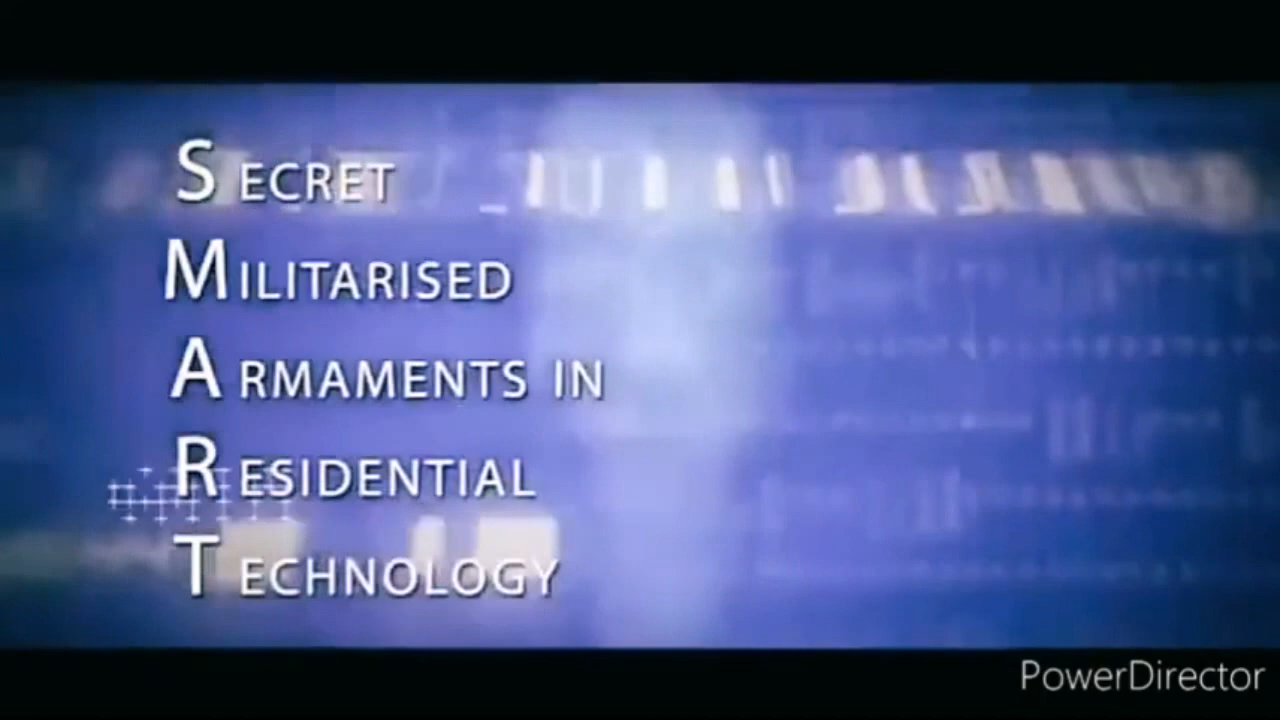 SECRET
MILITARISED
ARMAMENTS IN
RESIDENTIAL
TECHNOLOGY
PowerDirector